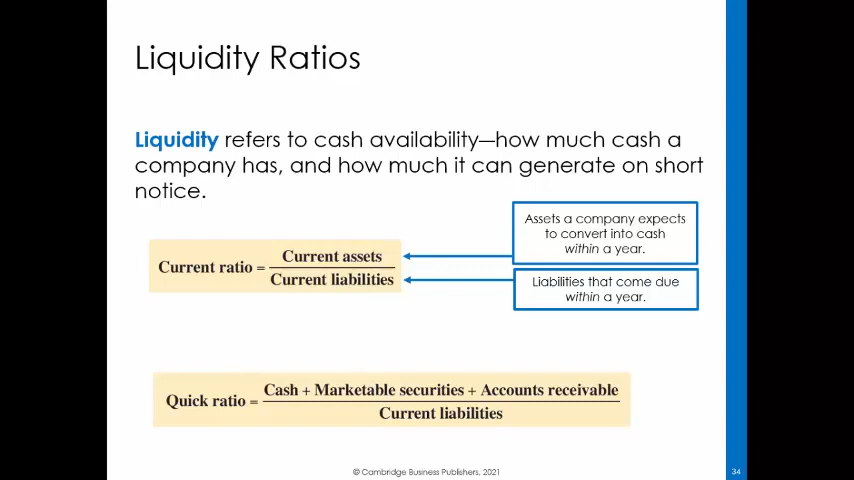 Liquidity Ratios
Liquidity refers to cash availability—how much cash a
company has, and how much it can generate on short
notice.
Assets a company expects
to convert into cash
within a year.
Current ratio = Current assets
Current liabilities
Liabilities that come due
within a year.
Quick ratio = Cash + Marketable securities + Accounts receivable
Current liabilities
© Cambridge Business Publishers, 2021
34